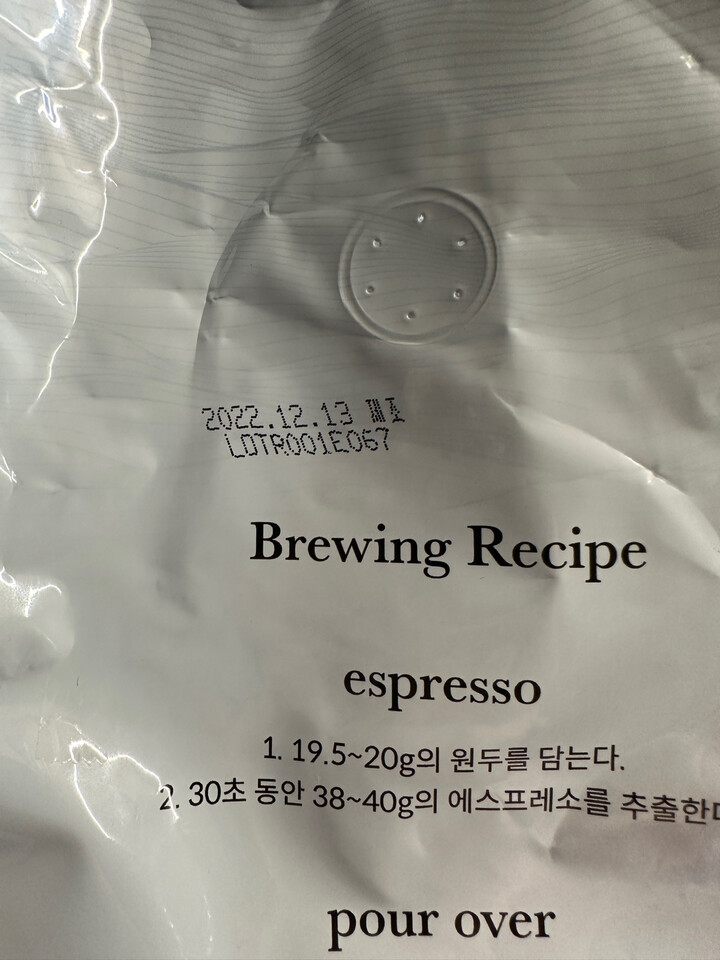 2022.12.13 제조
LOTR001E067
Brewing Recipe
espresso
1. 19.5~20g의 원두를 담는다.
2. 30초 동안 38~40g의 에스프레소를 추출한
pour over